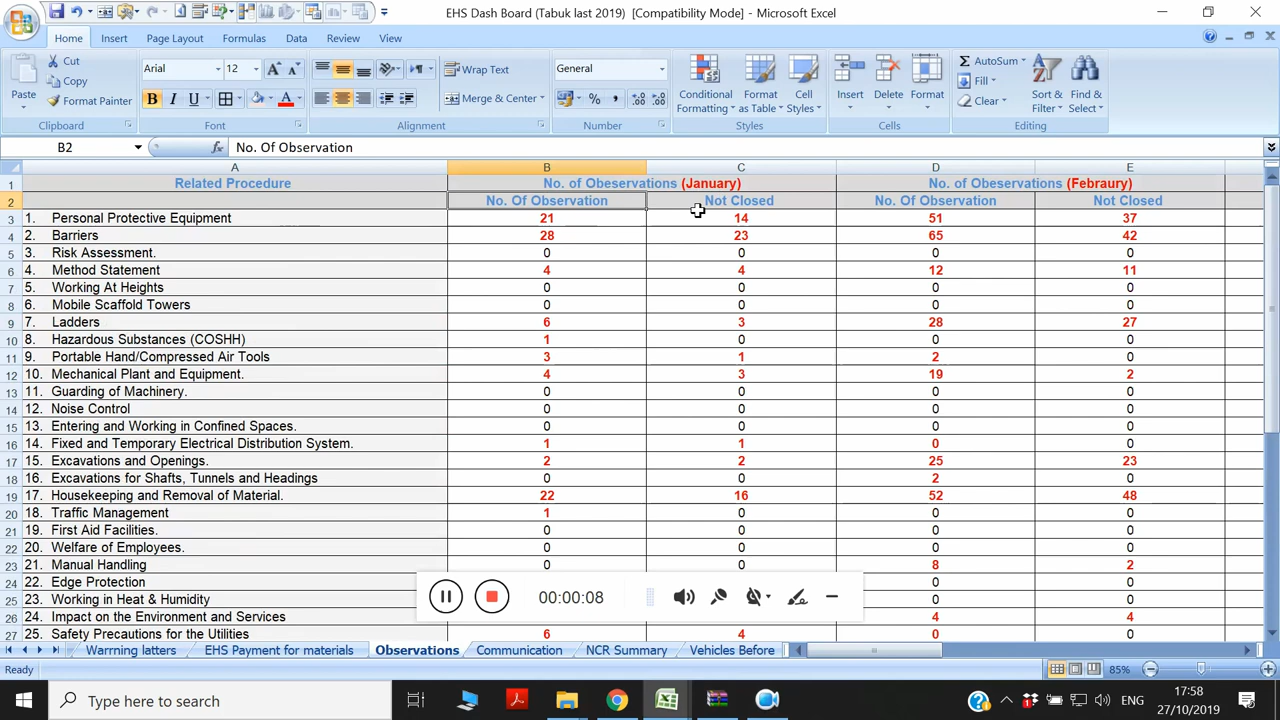 EHS Dash Board (Tabuk last 2019) [Compatibility Mode] - Microsoft Excel
Home Insert Page Layout Formulas Data Review View
Paste Cut Copy Format Painter Clipboard
Arial 12 B I U Font
Wrap Text Merge & Center Alignment
General % , Number
Conditional Formatting Format as Table Cell Styles Styles
Insert Delete Format Cells
AutoSum Fill Clear Sort & Filter Find & Select Editing
B2 fx No. Of Observation
A B C D E
1 Related Procedure No. of Obeservations (January) No. of Obeservations (Febraury)
2 No. Of Observation Not Closed No. Of Observation Not Closed
3 1. Personal Protective Equipment 21 14 51 37
4 2. Barriers 28 23 65 42
5 3. Risk Assessment. 0 0 0 0
6 4. Method Statement 4 4 12 11
7 5. Working At Heights 0 0 0 0
8 6. Mobile Scaffold Towers 0 0 0 0
9 7. Ladders 6 3 28 27
10 8. Hazardous Substances (COSHH) 1 0 0 0
11 9. Portable Hand/Compressed Air Tools 3 1 2 0
12 10. Mechanical Plant and Equipment. 4 3 19 2
13 11. Guarding of Machinery. 0 0 0 0
14 12. Noise Control 0 0 0 0
15 13. Entering and Working in Confined Spaces. 0 0 0 0
16 14. Fixed and Temporary Electrical Distribution System. 1 1 0 0
17 15. Excavations and Openings. 2 2 25 23
18 16. Excavations for Shafts, Tunnels and Headings 0 0 2 0
19 17. Housekeeping and Removal of Material. 22 16 52 48
20 18. Traffic Management 1 0 0 0
21 19. First Aid Facilities. 0 0 0 0
22 20. Welfare of Employees. 0 0 0 0
23 21. Manual Handling 0 0 8 2
24 22. Edge Protection 0 0
25 23. Working in Heat & Humidity 0 0
26 24. Impact on the Environment and Services 4 4
27 25. Safety Precautions for the Utilities 6 4 0 0
00:00:08
Warrning latters EHS Payment for materials Observations Communication NCR Summary Vehicles Before
Ready 85%
Type here to search ENG 17:58
27/10/2019